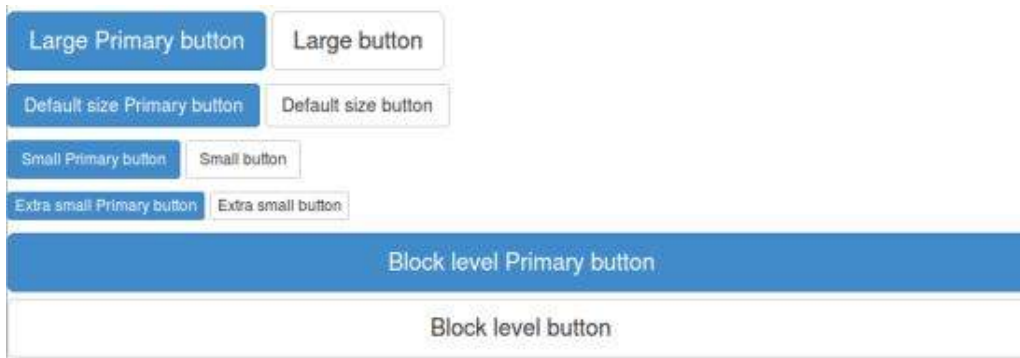 Large Primary button Large button
Default size Primary button Default size button
Small Primary button Small button
Extra small Primary button Extra small button
Block level Primary button
Block level button